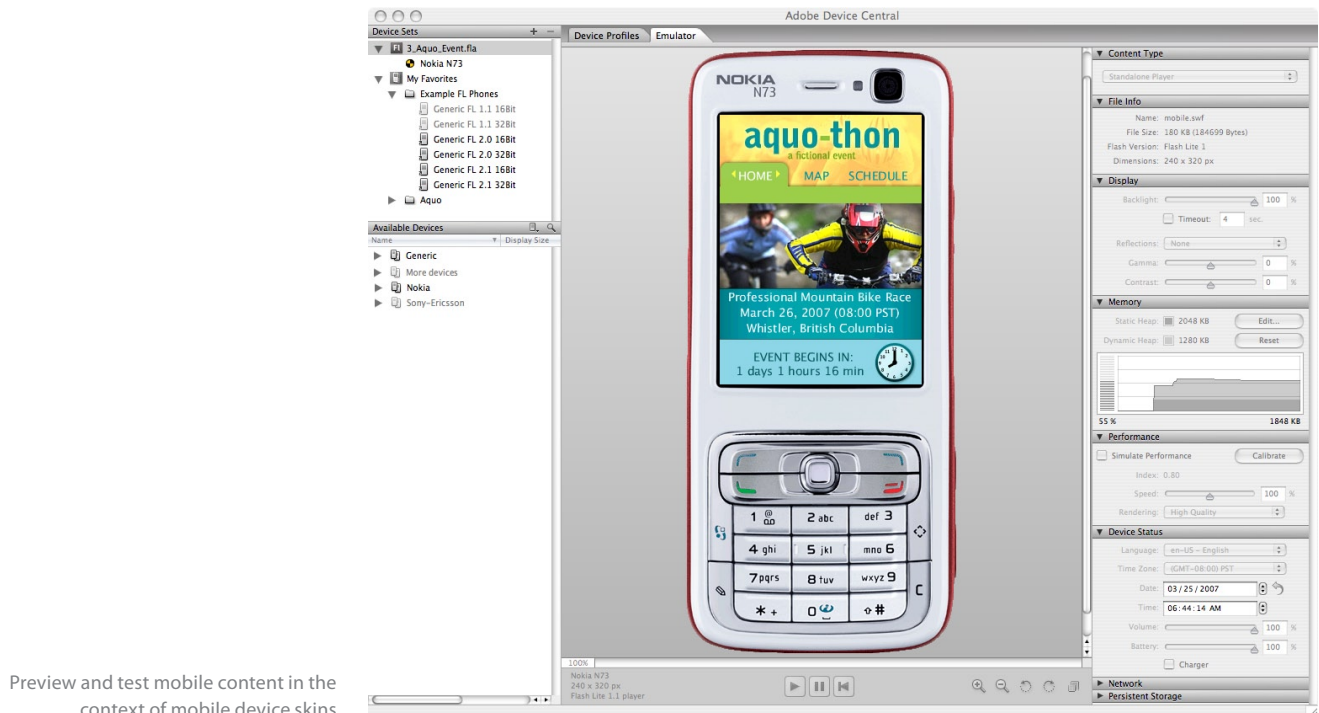 Adobe Device Central
Device Sets + −
3_Aquo_Event.fla
Nokia N73
My Favorites
Example FL Phones
Generic FL 1.1 16Bit
Generic FL 1.1 32Bit
Generic FL 2.0 16Bit
Generic FL 2.0 32Bit
Generic FL 2.1 16Bit
Generic FL 2.1 32Bit
Aquo
Available Devices
Name Display Size
Generic
More devices
Nokia
Sony-Ericsson
Device Profiles Emulator
NOKIA
N73
aquo-thon
a fictional event
HOME MAP SCHEDULE
Professional Mountain Bike Race
March 26, 2007 (08:00 PST)
Whistler, British Columbia
EVENT BEGINS IN:
1 days 1 hours 16 min
1 @ 2 abc def 3
4 ghi 5 jkl mno 6
7 pqrs 8 tuv wxyz 9 C
* + 0 #
100%
Nokia N73
240 x 320 px
Flash Lite 1.1 player
Content Type
Standalone Player
File Info
Name: mobile.swf
File Size: 180 KB (184699 Bytes)
Flash Version: Flash Lite 1
Dimensions: 240 x 320 px
Display
Backlight: 100 %
Timeout: 4 sec.
Reflections: None
Gamma: 0 %
Contrast: 0 %
Memory
Static Heap: 2048 KB Edit...
Dynamic Heap: 1280 KB Reset
55 % 1848 KB
Performance
Simulate Performance Calibrate
Index: 0.80
Speed: 100 %
Rendering: High Quality
Device Status
Language: en-US – English
Time Zone: (GMT-08:00) PST
Date: 03/25/2007
Time: 06:44:14 AM
Volume: 100 %
Battery: 100 %
Charger
Network
Persistent Storage
Preview and test mobile content in the
context of mobile device skins